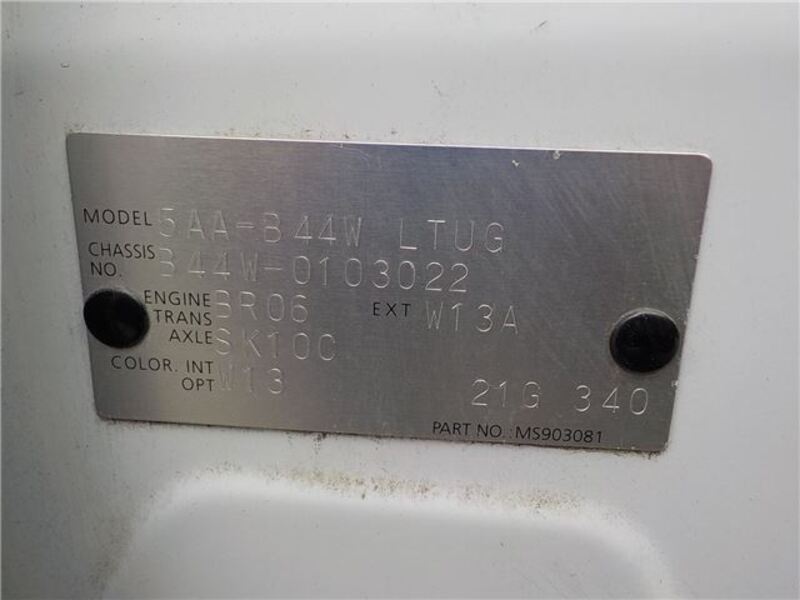 MODEL 5AA-B44W LTUG
CHASSIS NO. B44W-0103022
ENGINE BR06 EXT W13A
TRANS AXLE SK10C
COLOR. INT OPT W13 21G 340
PART NO. :MS903081